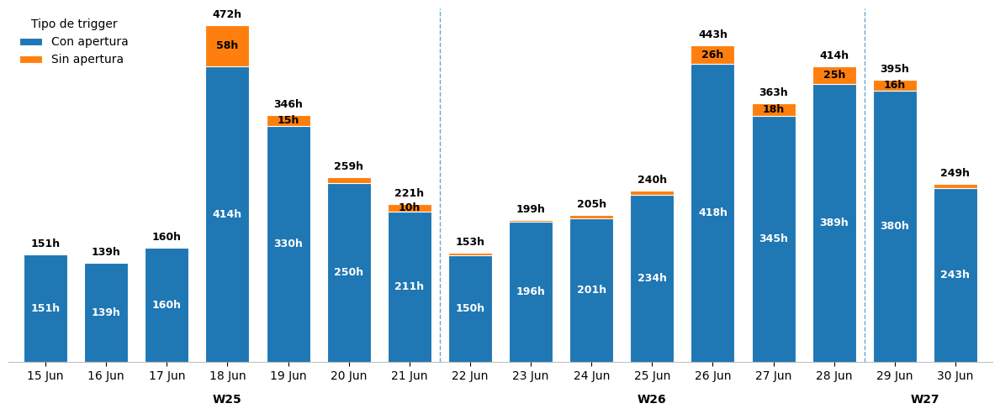 Tipo de trigger
Con apertura
Sin apertura
151h
151h
139h
139h
160h
160h
472h
58h
414h
346h
15h
330h
259h
250h
221h
10h
211h
153h
150h
199h
196h
205h
201h
240h
234h
443h
26h
418h
363h
18h
345h
414h
25h
389h
395h
16h
380h
249h
243h
15 Jun 16 Jun 17 Jun 18 Jun 19 Jun 20 Jun 21 Jun 22 Jun 23 Jun 24 Jun 25 Jun 26 Jun 27 Jun 28 Jun 29 Jun 30 Jun
W25 W26 W27